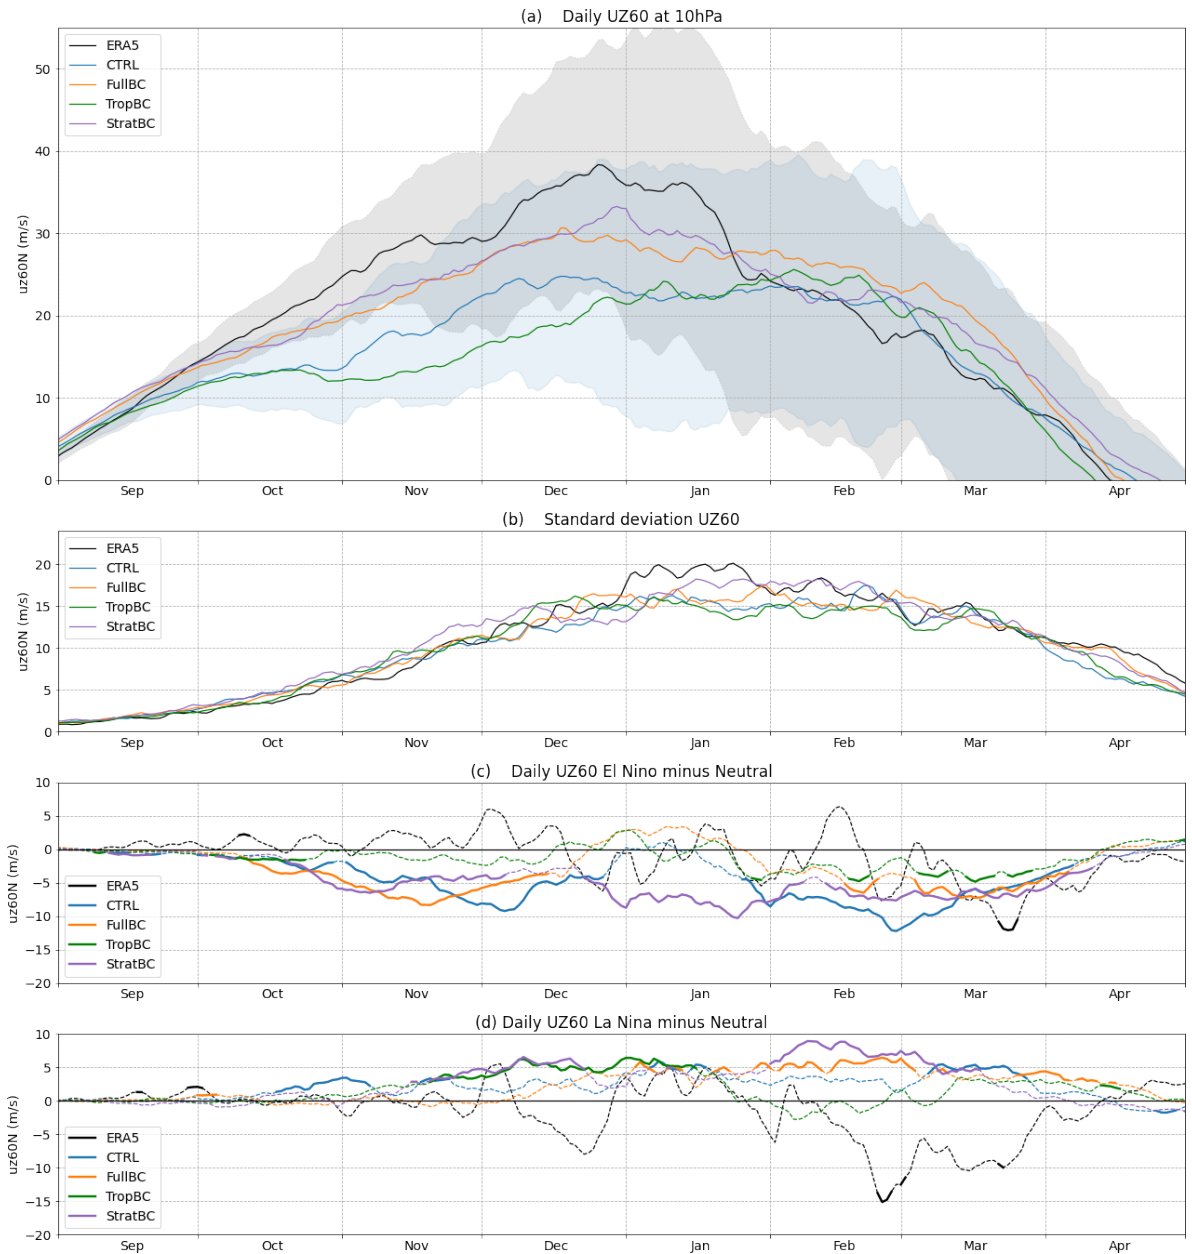 (a)    Daily UZ60 at 10hPa
ERA5
CTRL
FullBC
TropBC
StratBC
uz60N (m/s)
50
40
30
20
10
0
Sep Oct Nov Dec Jan Feb Mar Apr
(b)    Standard deviation UZ60
ERA5
CTRL
FullBC
TropBC
StratBC
uz60N (m/s)
20
15
10
5
0
Sep Oct Nov Dec Jan Feb Mar Apr
(c)    Daily UZ60 El Nino minus Neutral
ERA5
CTRL
FullBC
TropBC
StratBC
uz60N (m/s)
10
5
0
−5
−10
−15
−20
Sep Oct Nov Dec Jan Feb Mar Apr
(d) Daily UZ60 La Nina minus Neutral
ERA5
CTRL
FullBC
TropBC
StratBC
uz60N (m/s)
10
5
0
−5
−10
−15
−20
Sep Oct Nov Dec Jan Feb Mar Apr